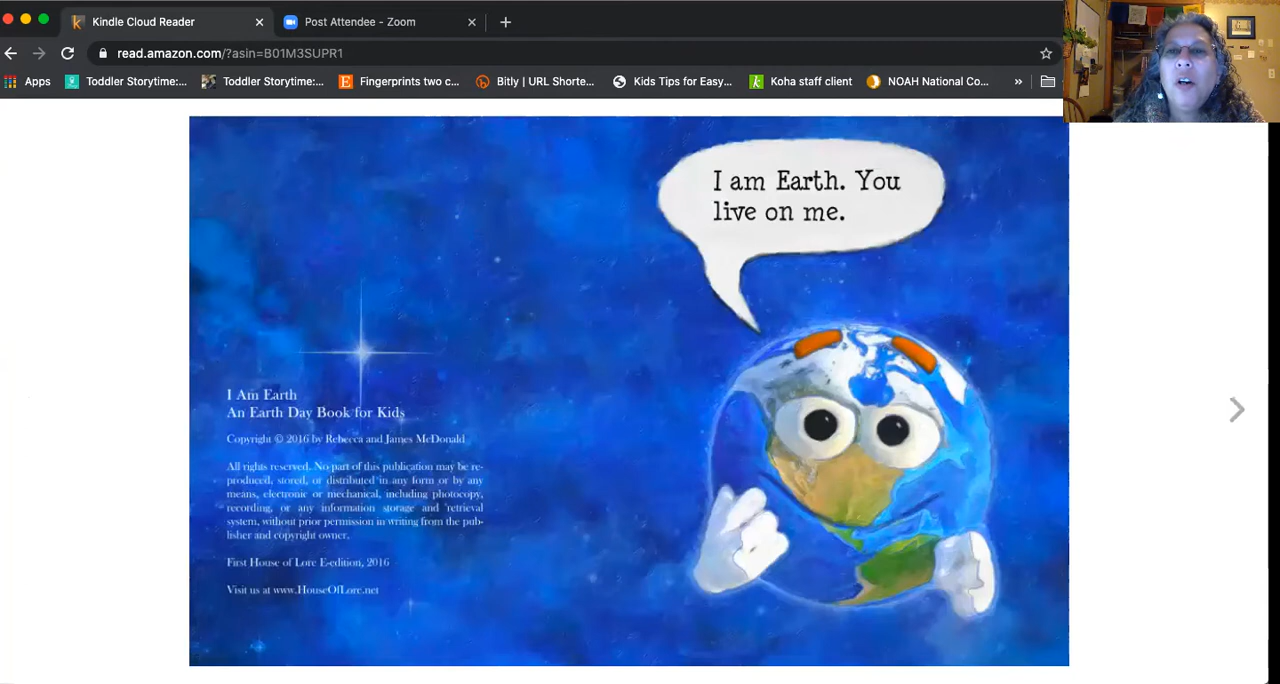 Kindle Cloud Reader
Post Attendee - Zoom
read.amazon.com/?asin=B01M3SUPR1
Apps
Toddler Storytime:...
Toddler Storytime:...
Fingerprints two c...
Bitly | URL Shorte...
Kids Tips for Easy...
Koha staff client
NOAH National Co...
»
I am Earth. You
live on me.
I Am Earth
An Earth Day Book for Kids
Copyright © 2016 by Rebecca and James McDonald
All rights reserved. No part of this publication may be re-
produced, stored, or distributed in any form or by any
means, electronic or mechanical, including photocopy,
recording, or any information storage and retrieval
system, without prior permission in writing from the pub-
lisher and copyright owner.
First House of Lore E-edition, 2016
Visit us at www.HouseOfLore.net